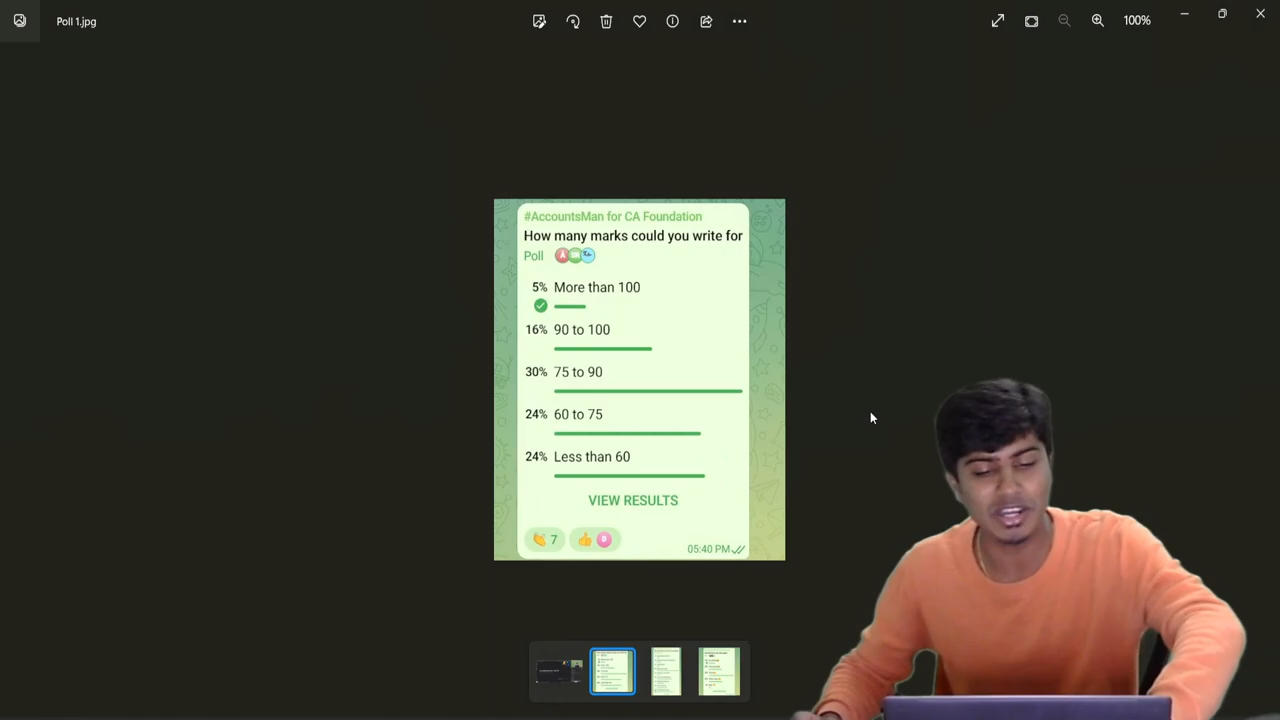 Poll 1.jpg
100%
#AccountsMan for CA Foundation
How many marks could you write for
Poll
5% More than 100
16% 90 to 100
30% 75 to 90
24% 60 to 75
24% Less than 60
VIEW RESULTS
7
05:40 PM